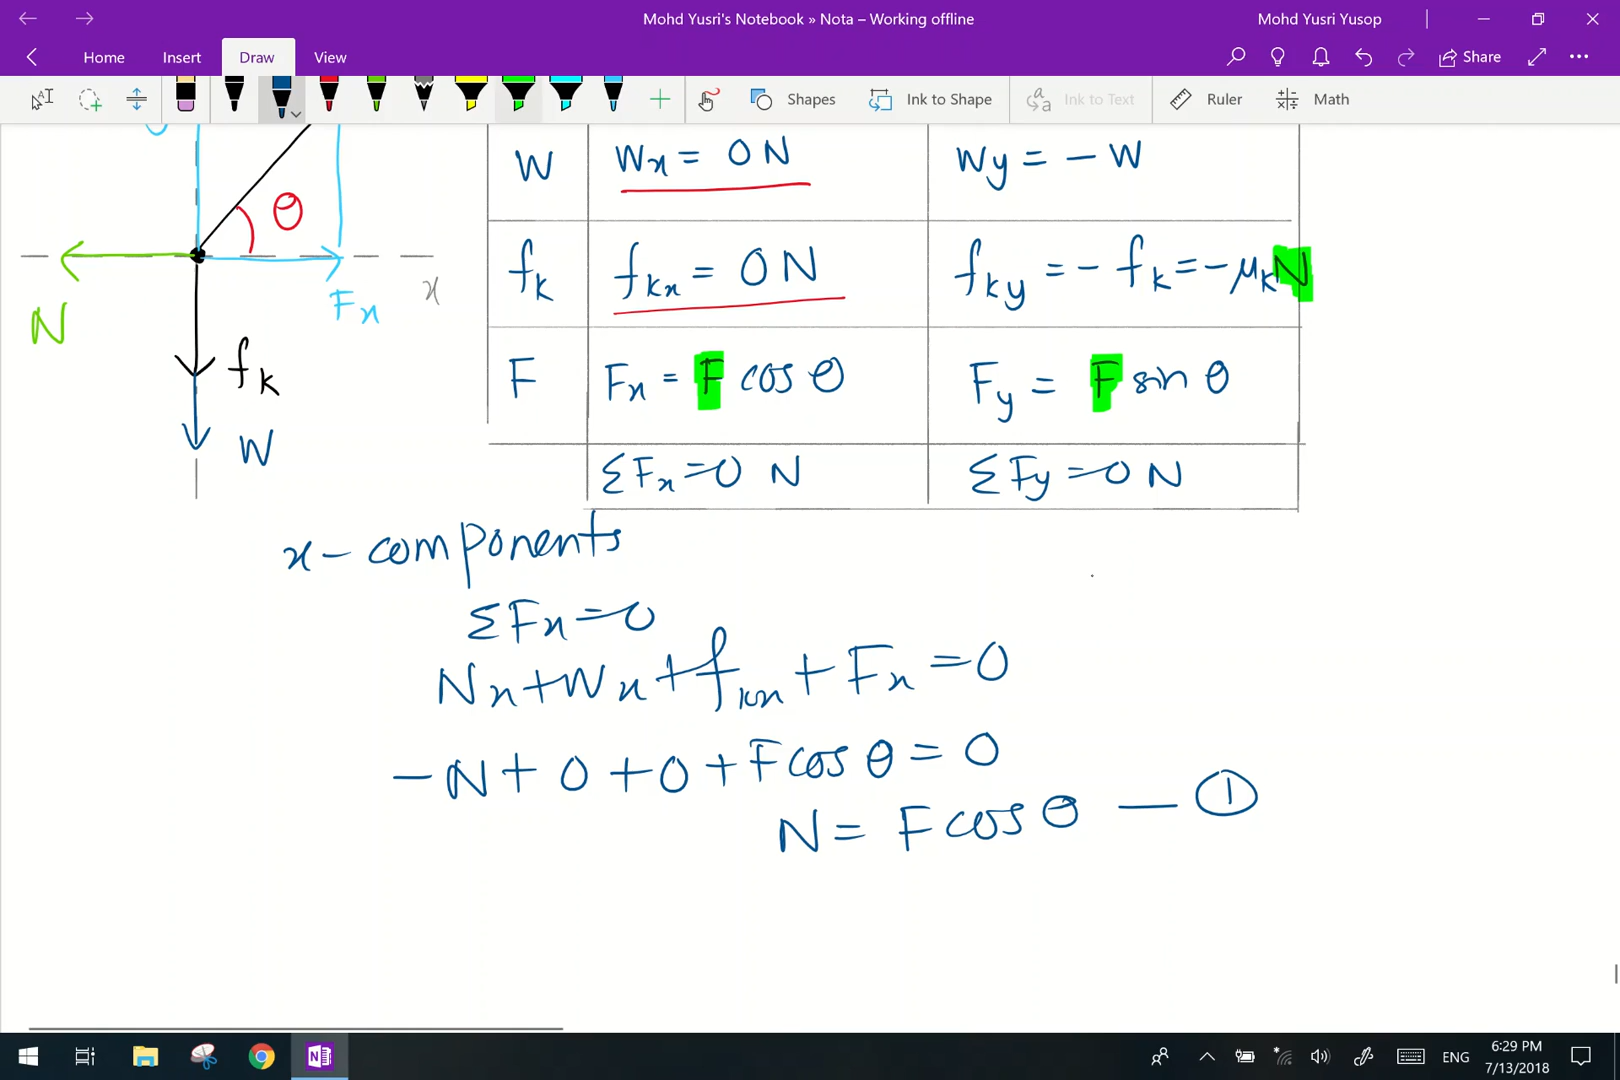 Mohd Yusri's Notebook » Nota – Working offline
Mohd Yusri Yusop
Home Insert Draw View
Share
Shapes Ink to Shape Ink to Text Ruler Math
W Wx = 0 N Wy = - W
fk fkx = 0 N fky = - fk = - μkN
F Fx = F cos θ Fy = F sin θ
ΣFx = 0 N ΣFy = 0 N
θ
x
N
Fx
fk
W
x - components
ΣFx = 0
Nx + Wx + fkx + Fx = 0
- N + 0 + 0 + F cos θ = 0
N = F cos θ — ①
ENG
6:29 PM
7/13/2018